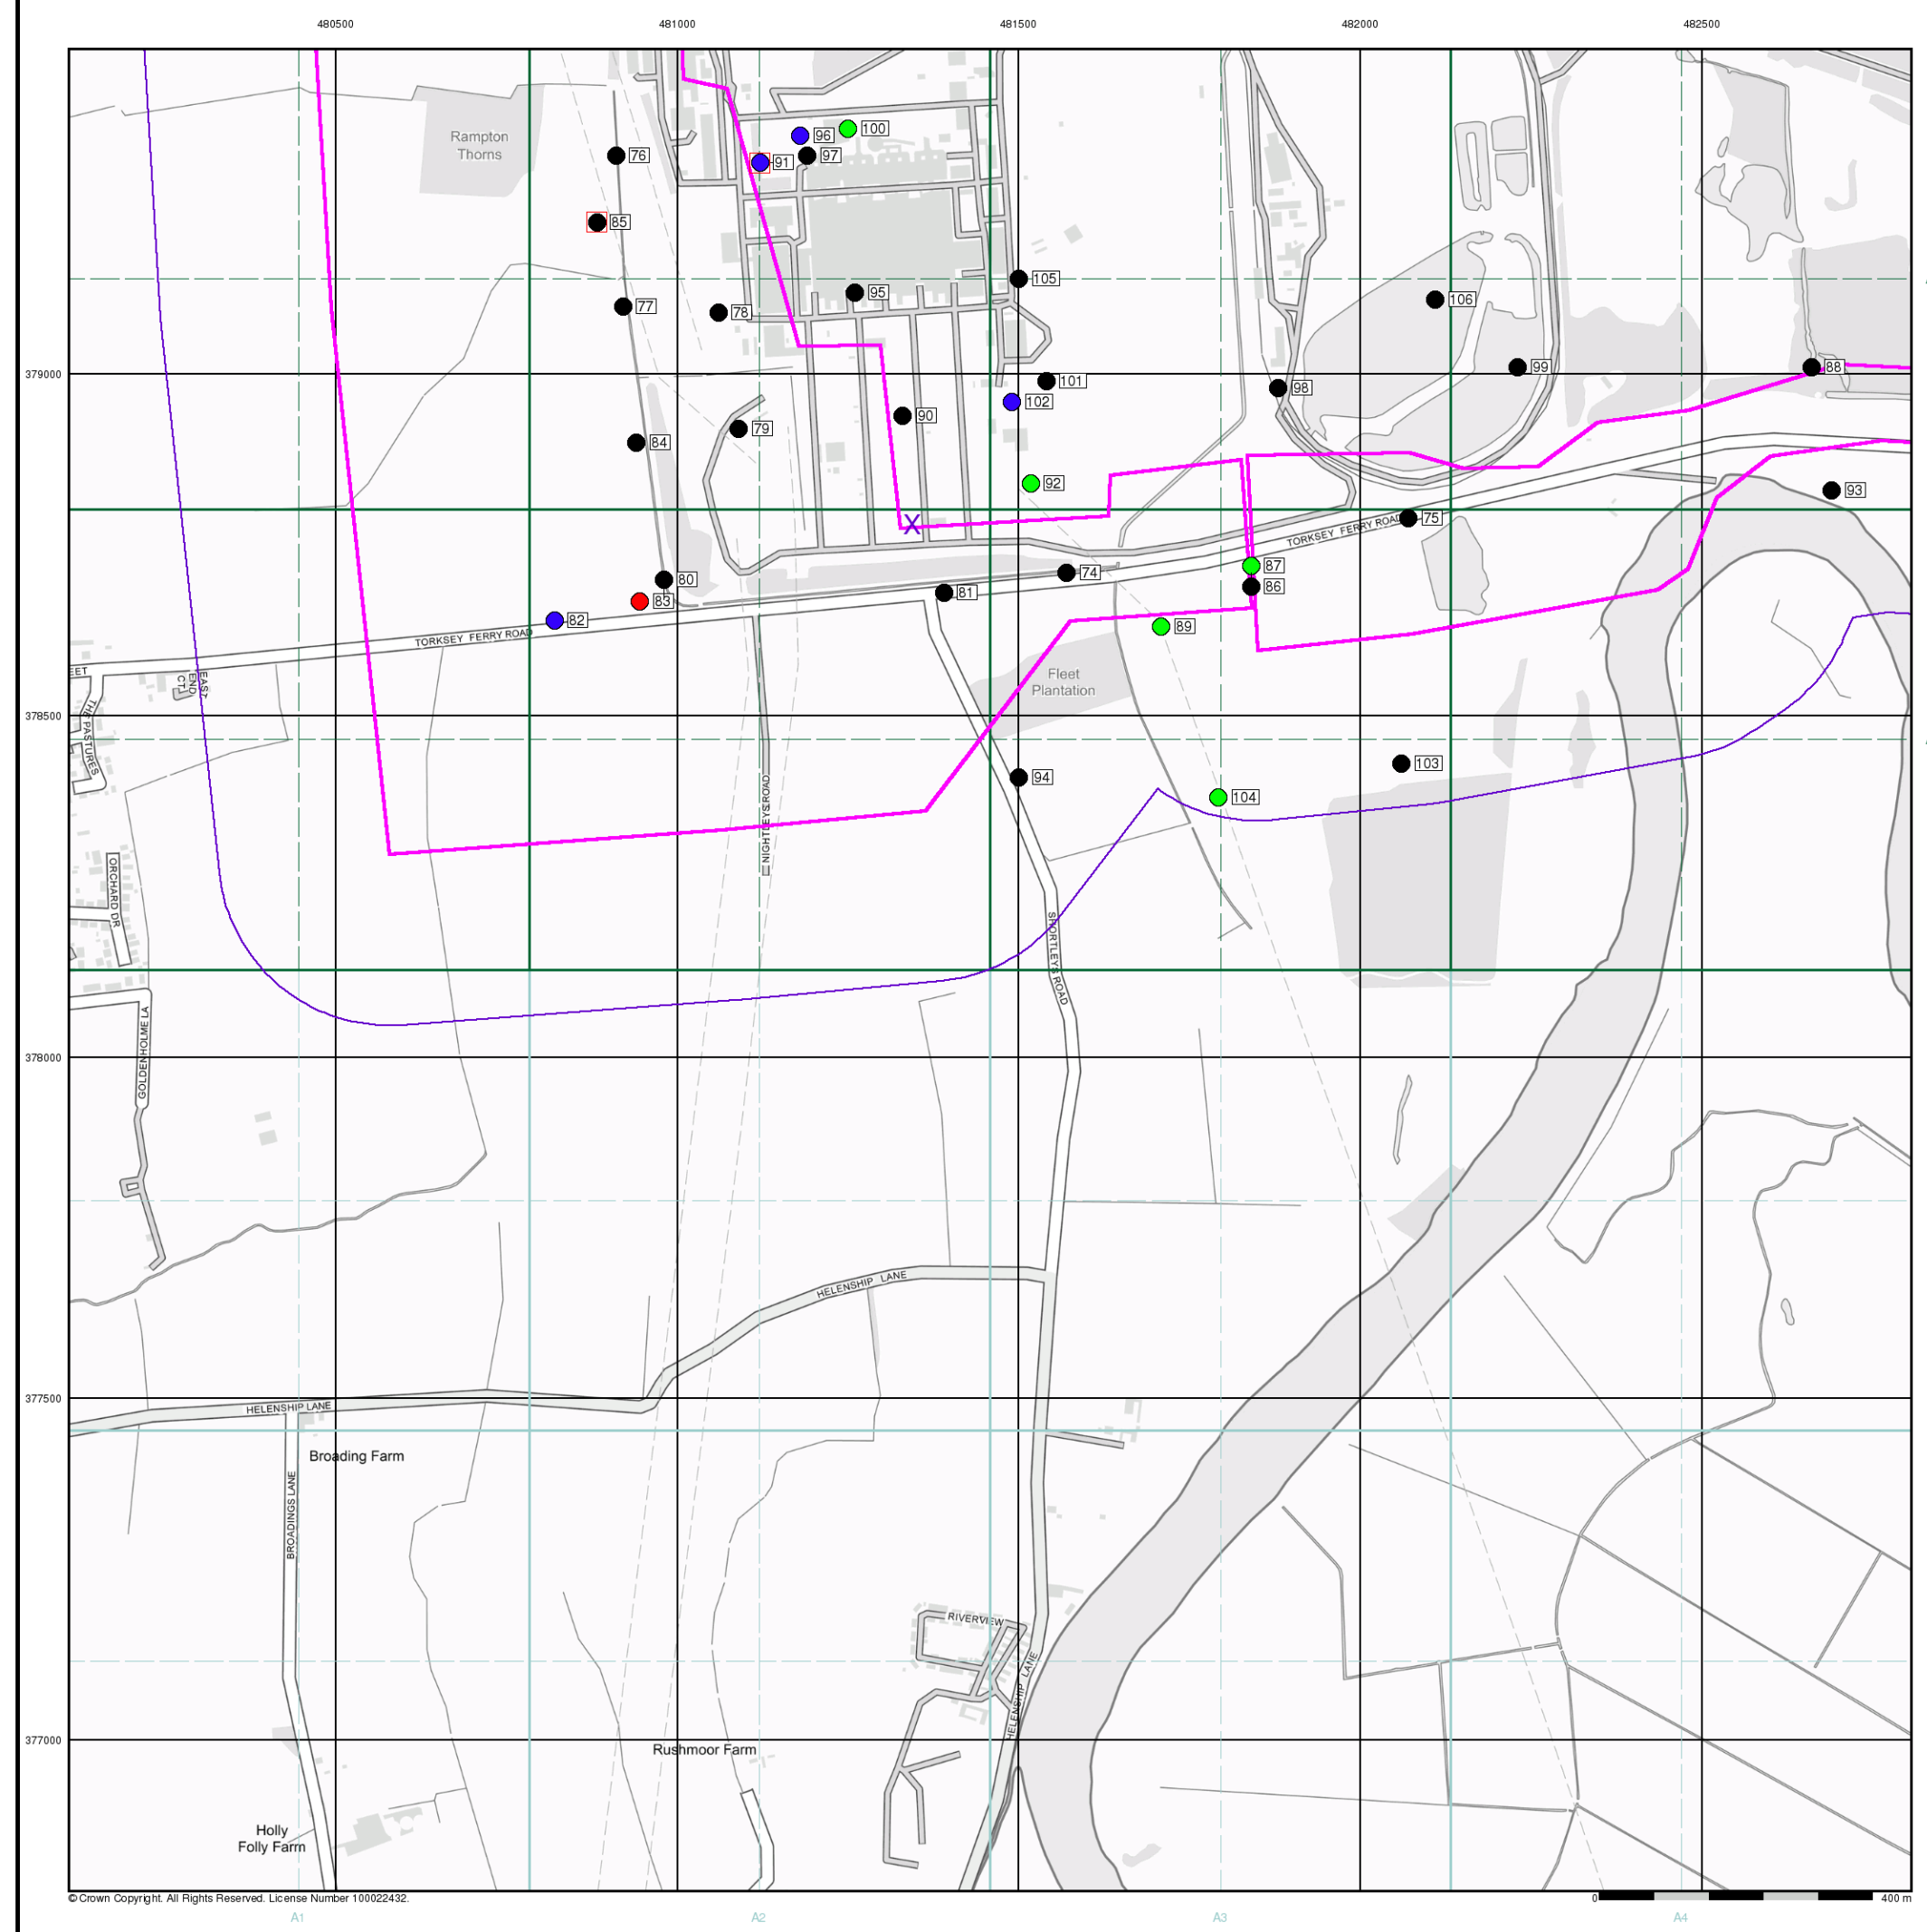 480500 481000 481500 482000 482500
Rampton
Thorns
96 100
76 91 97
85
105
95
106
77 78
379000
99 88
101
98
102
90
79
84
92
93
75
TORKSEY FERRY ROAD
87
74
80
86
81
83
82
89
TORKSEY FERRY ROAD
EET
EAST
END
CT
Fleet
Plantation
THE PASTURES
378500
103
94
104
NIGHTLEYS ROAD
ORCHARD DR
SPORTLEYS ROAD
GOLDENHOLME LA
378000
HELENSHIP LANE
377500
HELENSHIP LANE
Broading Farm
BROADINGS LANE
RIVERVIEW
HELENSHIP LANE
377000
Rushmoor Farm
Holly
Folly Farm
© Crown Copyright. All Rights Reserved. License Number 100022432.
0 400 m
A1 A2 A3 A4